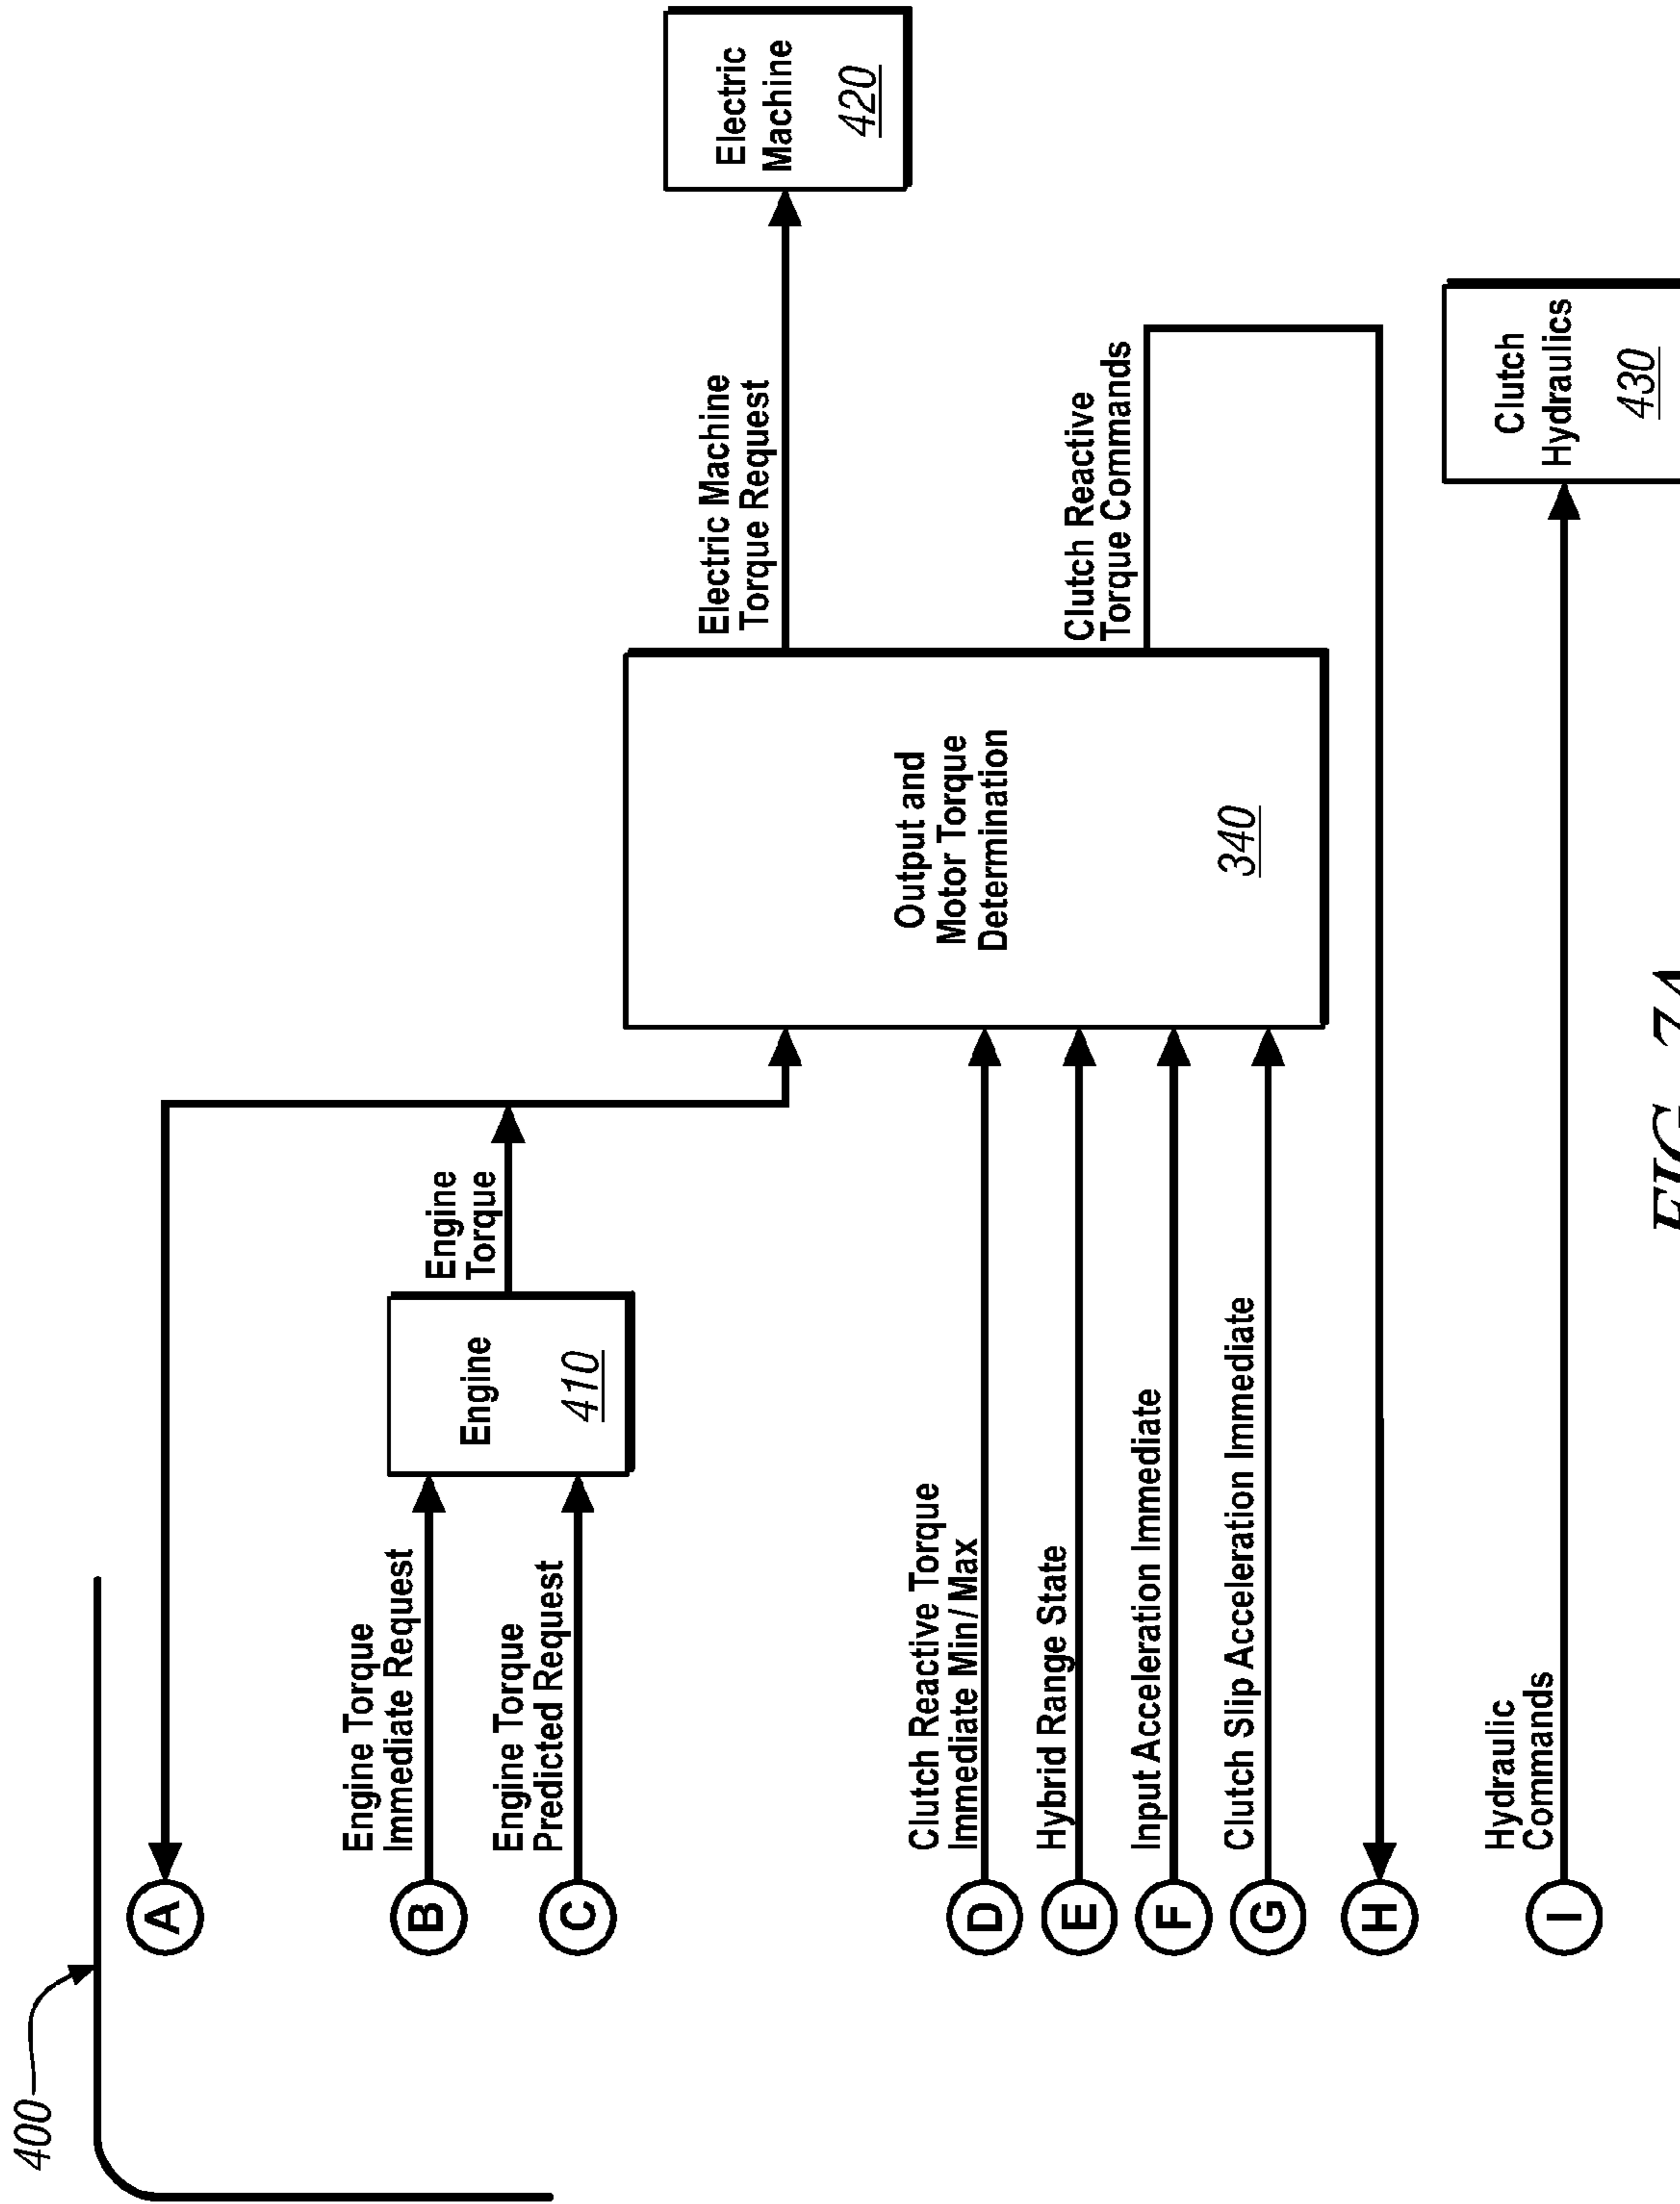 400
A
Engine Torque
Immediate Request
B
Engine Torque
Predicted Request
C
Engine
410
Engine
Torque
Clutch Reactive Torque
Immediate Min/Max
D
Hybrid Range State
E
Input Acceleration Immediate
F
Clutch Slip Acceleration Immediate
G
H
Output and
Motor Torque
Determination
340
Electric Machine
Torque Request
Electric
Machine
420
Clutch Reactive
Torque Commands
Hydraulic
Commands
I
Clutch
Hydraulics
430
FIG. 7A